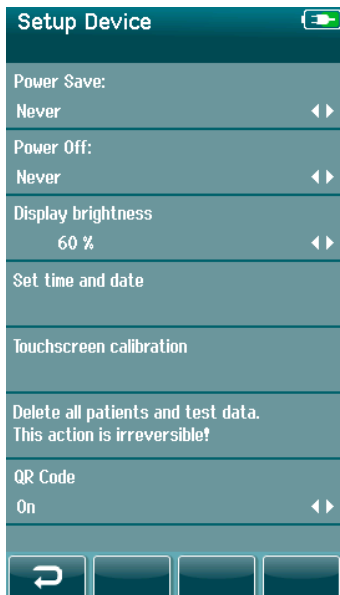 Setup Device
Power Save:
Never
Power Off:
Never
Display brightness
60 %
Set time and date
Touchscreen calibration
Delete all patients and test data.
This action is irreversible!
QR Code
On